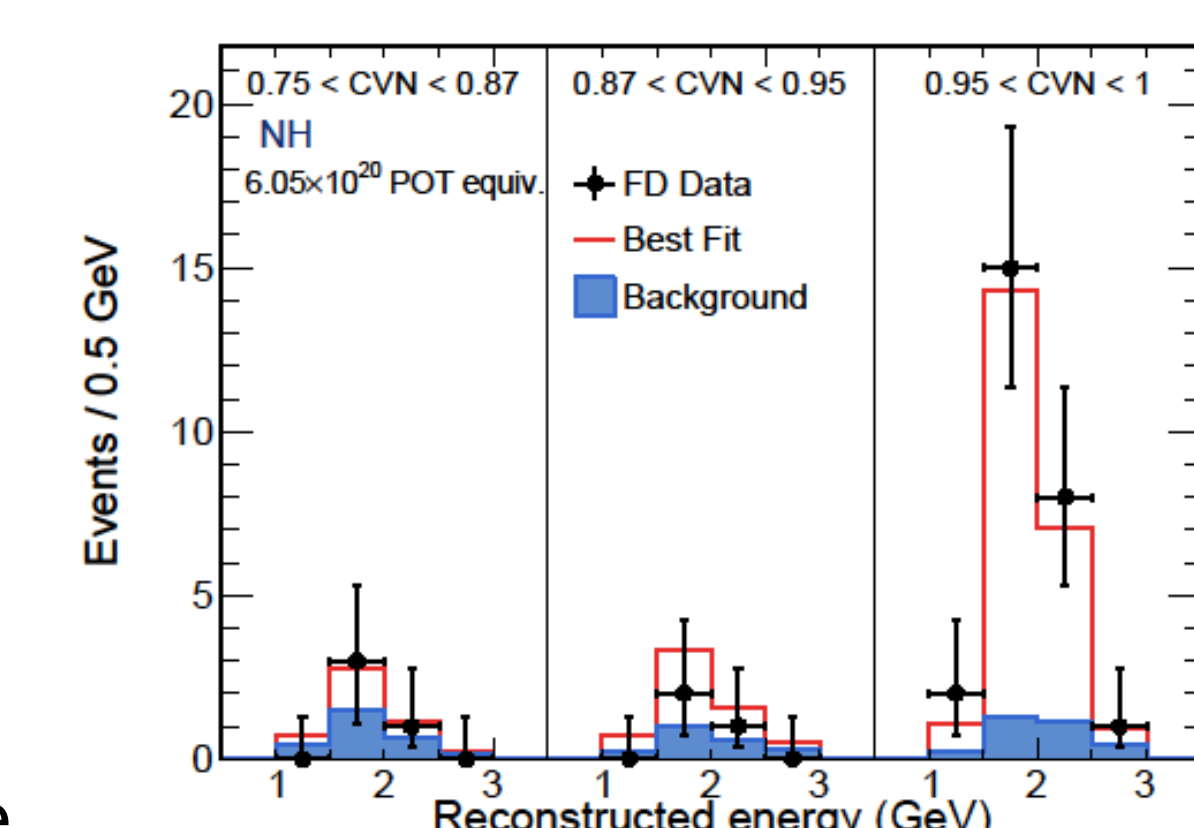 0.75 < CVN < 0.87
0.87 < CVN < 0.95
0.95 < CVN < 1
NH
6.05×10²⁰ POT equiv.
FD Data
Best Fit
Background
Events / 0.5 GeV
20
15
10
5
0
1 2 3
1 2 3
1 2 3
Reconstructed energy (GeV)
e